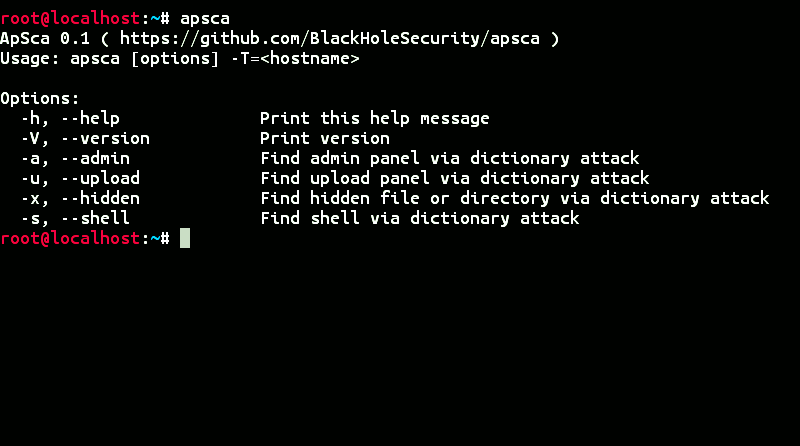 root@localhost:~# apsca
ApSca 0.1 ( https://github.com/BlackHoleSecurity/apsca )
Usage: apsca [options] -T=<hostname>
Options:
-h, --help Print this help message
-V, --version Print version
-a, --admin Find admin panel via dictionary attack
-u, --upload Find upload panel via dictionary attack
-x, --hidden Find hidden file or directory via dictionary attack
-s, --shell Find shell via dictionary attack
root@localhost:~#